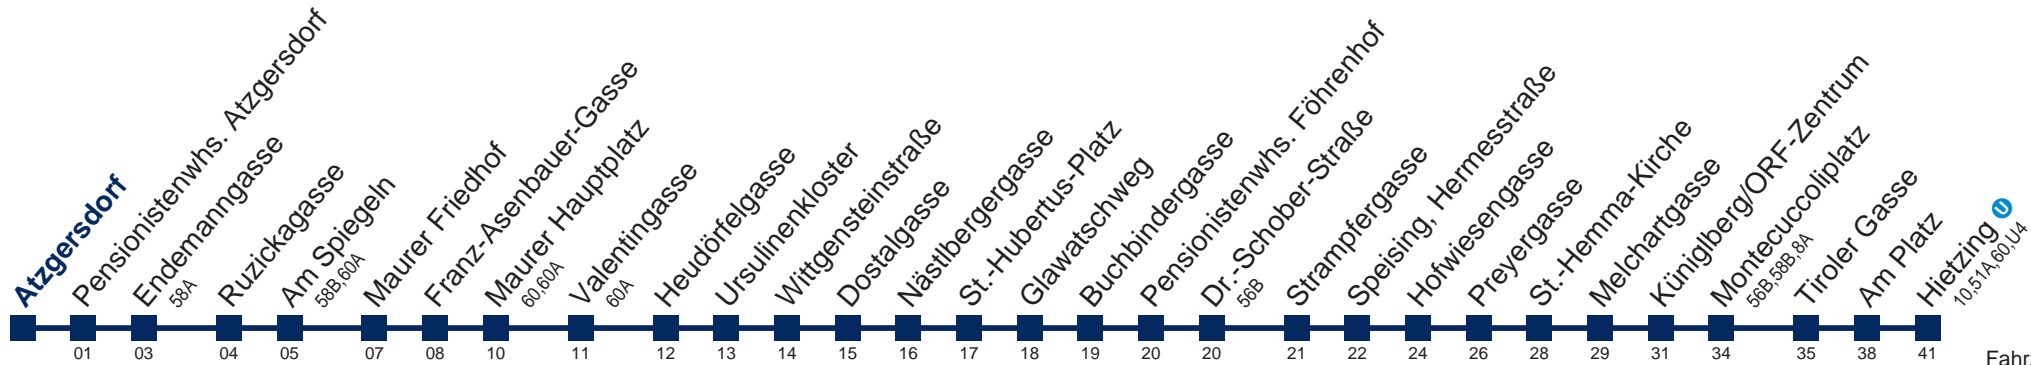 Atzgersdorf
Pensionistenwhs. Atzgersdorf
Endemanngasse
58A
Ruzickagasse
Am Spiegeln
58B,60A
Maurer Friedhof
Franz-Asenbauer-Gasse
Maurer Hauptplatz
60,60A
Valentingasse
60A
Heudörfelgasse
Ursulinenkloster
Wittgensteinstraße
Dostalgasse
Nästlbergergasse
St.-Hubertus-Platz
Glawatschweg
Buchbindergasse
Pensionistenwhs. Föhrenhof
Dr.-Schober-Straße
56B
Strampfergasse
Speising, Hermesstraße
Hofwiesengasse
Preyergasse
St.-Hemma-Kirche
Melchartgasse
Küniglberg/ORF-Zentrum
Montecuccoliplatz
56B,58B,8A
Tiroler Gasse
Am Platz
Hietzing U
10,51A,60,U4
01 03 04 05 07 08 10 11 12 13 14 15 16 17 18 19 20 20 21 22 24 26 28 29 31 34 35 38 41